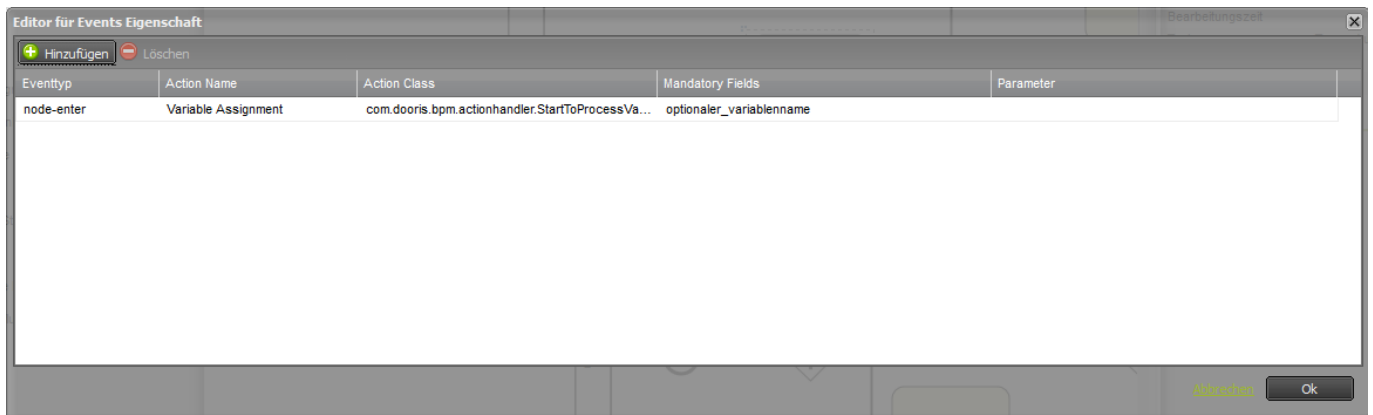 Editor für Events Eigenschaft
Bearbeitungszeit
Hinzufügen Löschen
Eventtyp Action Name Action Class Mandatory Fields Parameter
node-enter Variable Assignment com.dooris.bpm.actionhandler.StartToProcessVa... optionaler_variablenname
Abbrechen Ok